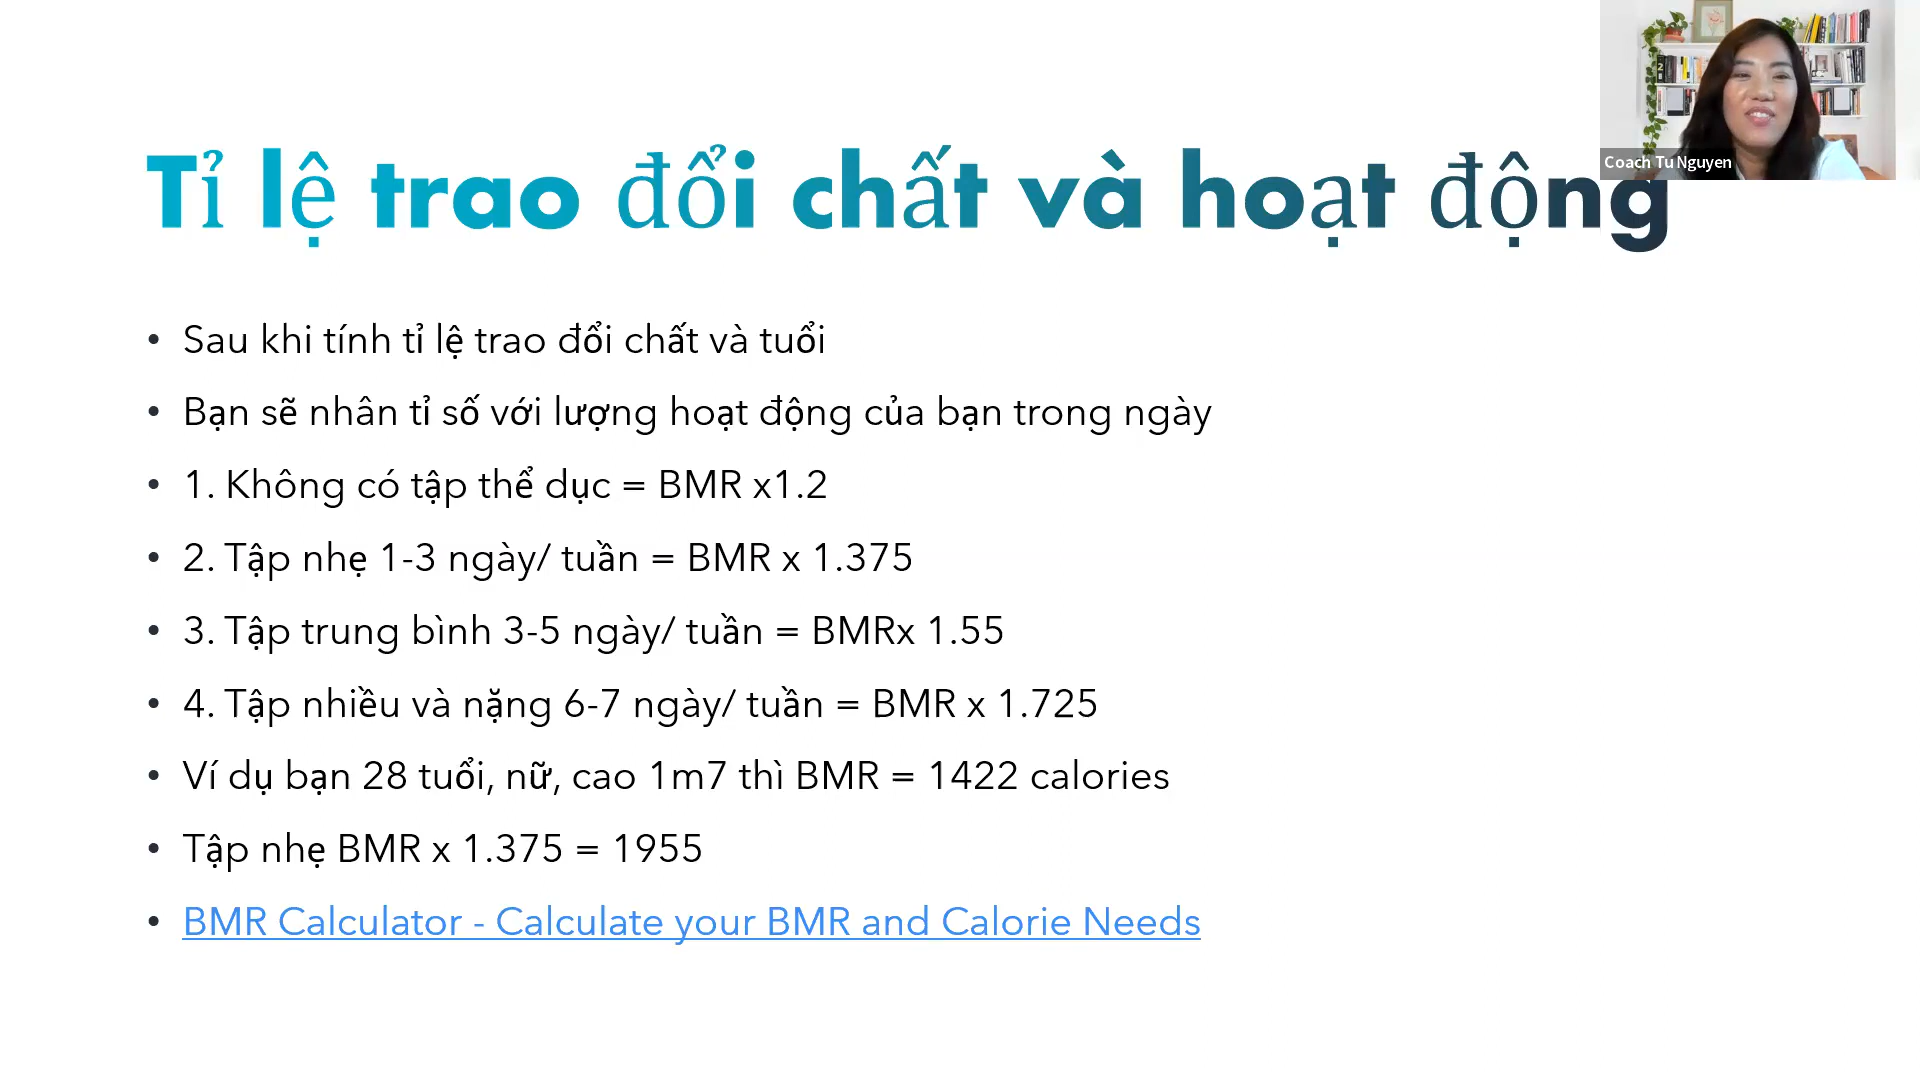 Coach Tu Nguyen
Tỉ lệ trao đổi chất và hoạt động
• Sau khi tính tỉ lệ trao đổi chất và tuổi
• Bạn sẽ nhân tỉ số với lượng hoạt động của bạn trong ngày
• 1. Không có tập thể dục = BMR x1.2
• 2. Tập nhẹ 1-3 ngày/ tuần = BMR x 1.375
• 3. Tập trung bình 3-5 ngày/ tuần = BMRx 1.55
• 4. Tập nhiều và nặng 6-7 ngày/ tuần = BMR x 1.725
• Ví dụ bạn 28 tuổi, nữ, cao 1m7 thì BMR = 1422 calories
• Tập nhẹ BMR x 1.375 = 1955
• BMR Calculator - Calculate your BMR and Calorie Needs